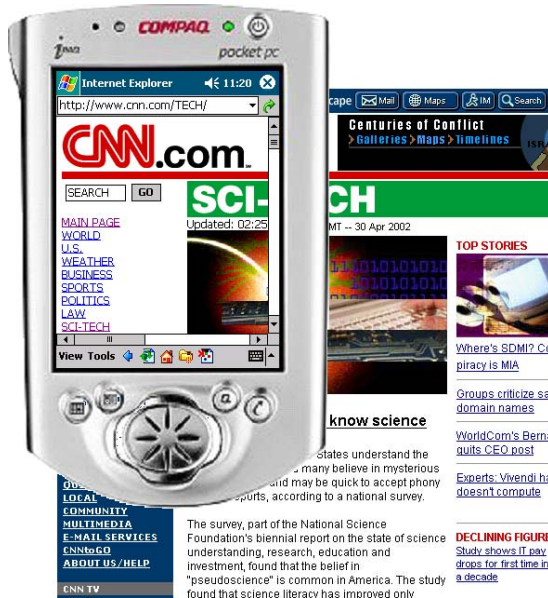 COMPAQ
iPAQ
pocket pc
Internet Explorer 11:20
http://www.cnn.com/TECH/
CNN.com
SEARCH GO
SCI-
MAIN PAGE
Updated: 02:25
WORLD
U.S.
WEATHER
BUSINESS
SPORTS
POLITICS
LAW
SCI-TECH
View Tools
cape Mail Maps IM Search
Centuries of Conflict
>Galleries >Maps >Timelines
ISR
CH
MT -- 30 Apr 2002
TOP STORIES
Where's SDMI? Co
piracy is MIA
Groups criticize sa
domain names
WorldCom's Berna
quits CEO post
Experts: Vivendi ha
doesn't compute
DECLINING FIGURE
Study shows IT pay
drops for first time in
a decade
know science
States understand the
many believe in mysterious
and may be quick to accept phony
according to a national survey.
The survey, part of the National Science
Foundation's biennial report on the state of science
understanding, research, education and
investment, found that the belief in
"pseudoscience" is common in America. The study
found that science literacy has improved only
LOCAL
COMMUNITY
MULTIMEDIA
E-MAIL SERVICES
CNNtoGO
ABOUT US/HELP
CNN TV